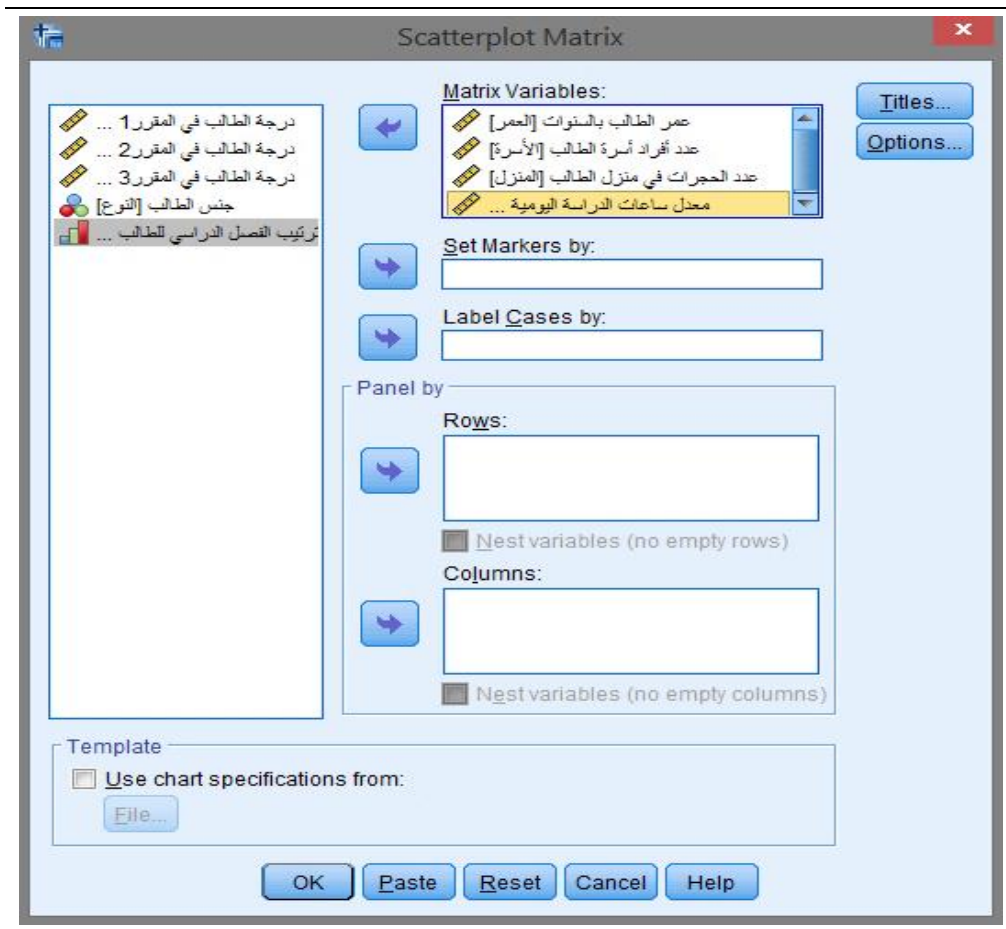 Scatterplot Matrix
درجة الطالب في المقرر1 ...
درجة الطالب في المقرر2 ...
درجة الطالب في المقرر3 ...
جنس الطالب [النوع]
ترتيب الفصل الدراسي للطالب ...
Matrix Variables:
عمر الطالب بالسنوات [العمر]
عدد أفراد أسرة الطالب [الأسرة]
عدد الحجرات في منزل الطالب [المنزل]
معدل ساعات الدراسة اليومية ...
Titles...
Options...
Set Markers by:
Label Cases by:
Panel by
Rows:
Nest variables (no empty rows)
Columns:
Nest variables (no empty columns)
Template
Use chart specifications from:
File...
OK Paste Reset Cancel Help